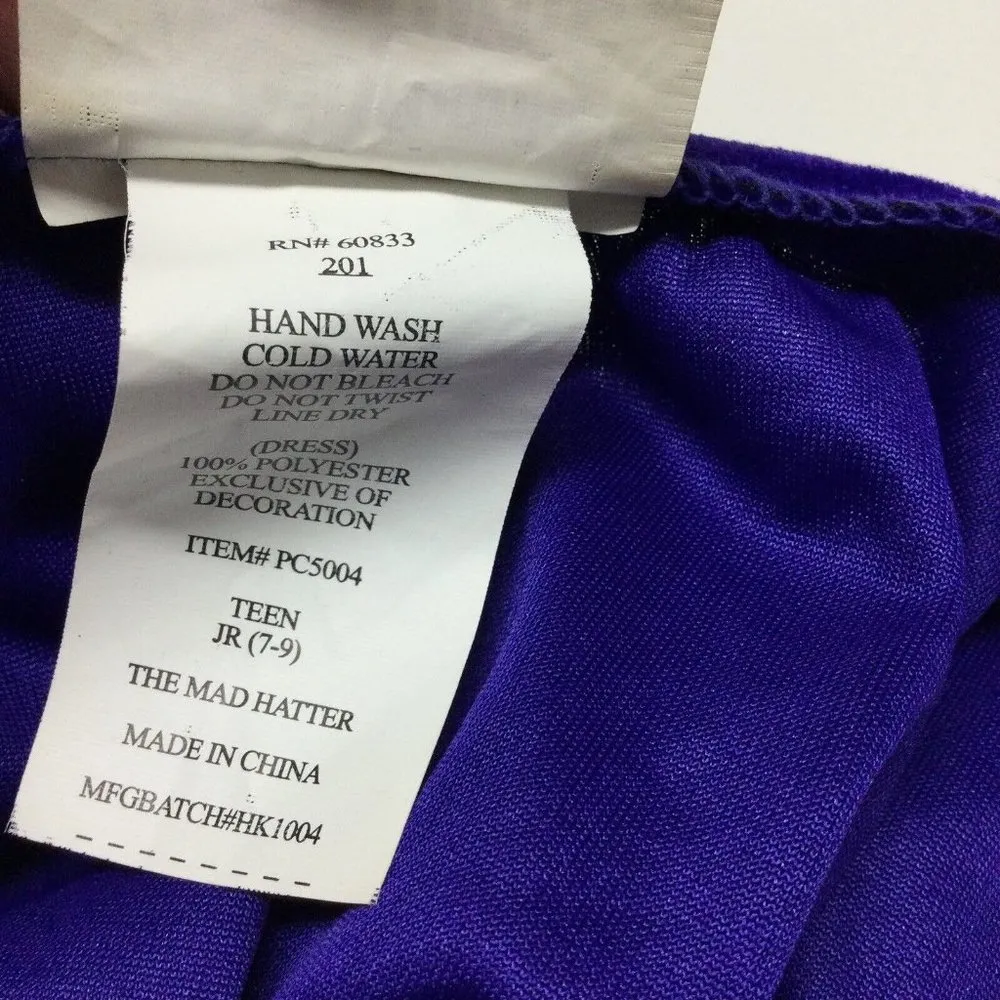 RN# 60833
201
HAND WASH
COLD WATER
DO NOT BLEACH
DO NOT TWIST
LINE DRY
(DRESS)
100% POLYESTER
EXCLUSIVE OF
DECORATION
ITEM# PC5004
TEEN
JR (7-9)
THE MAD HATTER
MADE IN CHINA
MFGBATCH#HK1004